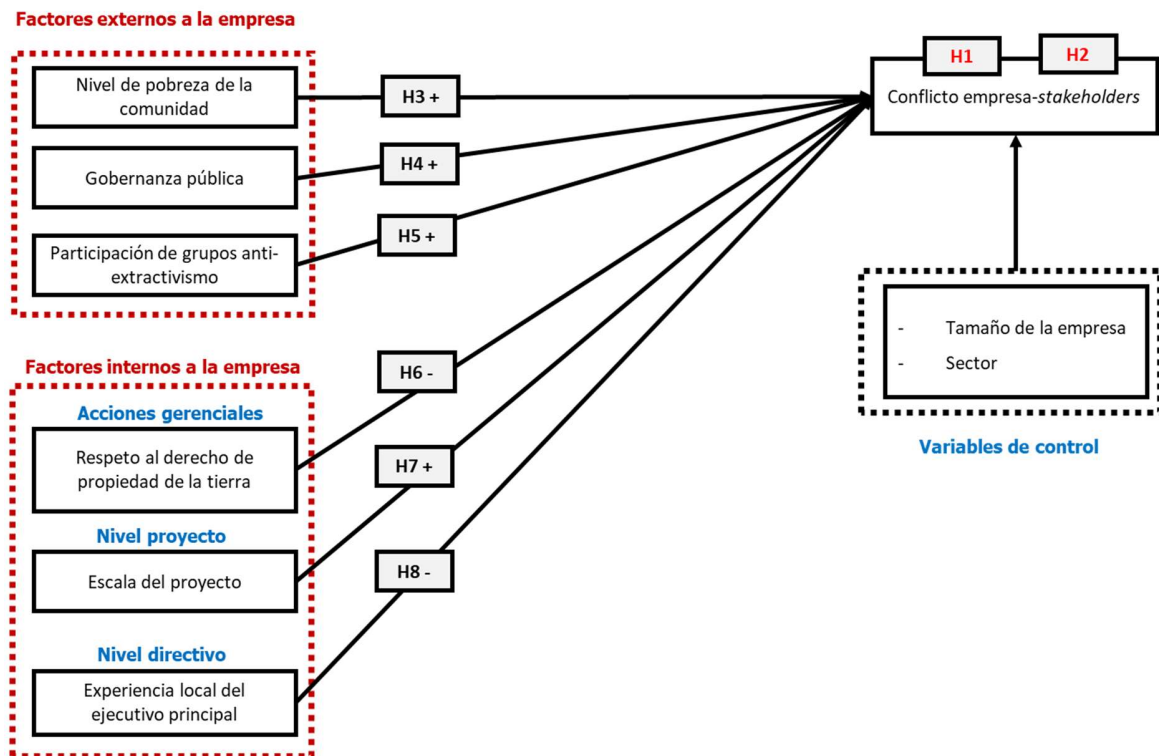 Factores externos a la empresa
Nivel de pobreza de la
comunidad
H3 +
Gobernanza pública
H4 +
Participación de grupos anti-
extractivismo
H5 +
H1
H2
Conflicto empresa-stakeholders
- Tamaño de la empresa
- Sector
Variables de control
Factores internos a la empresa
Acciones gerenciales
Respeto al derecho de
propiedad de la tierra
H6 -
Nivel proyecto
Escala del proyecto
H7 +
Nivel directivo
Experiencia local del
ejecutivo principal
H8 -